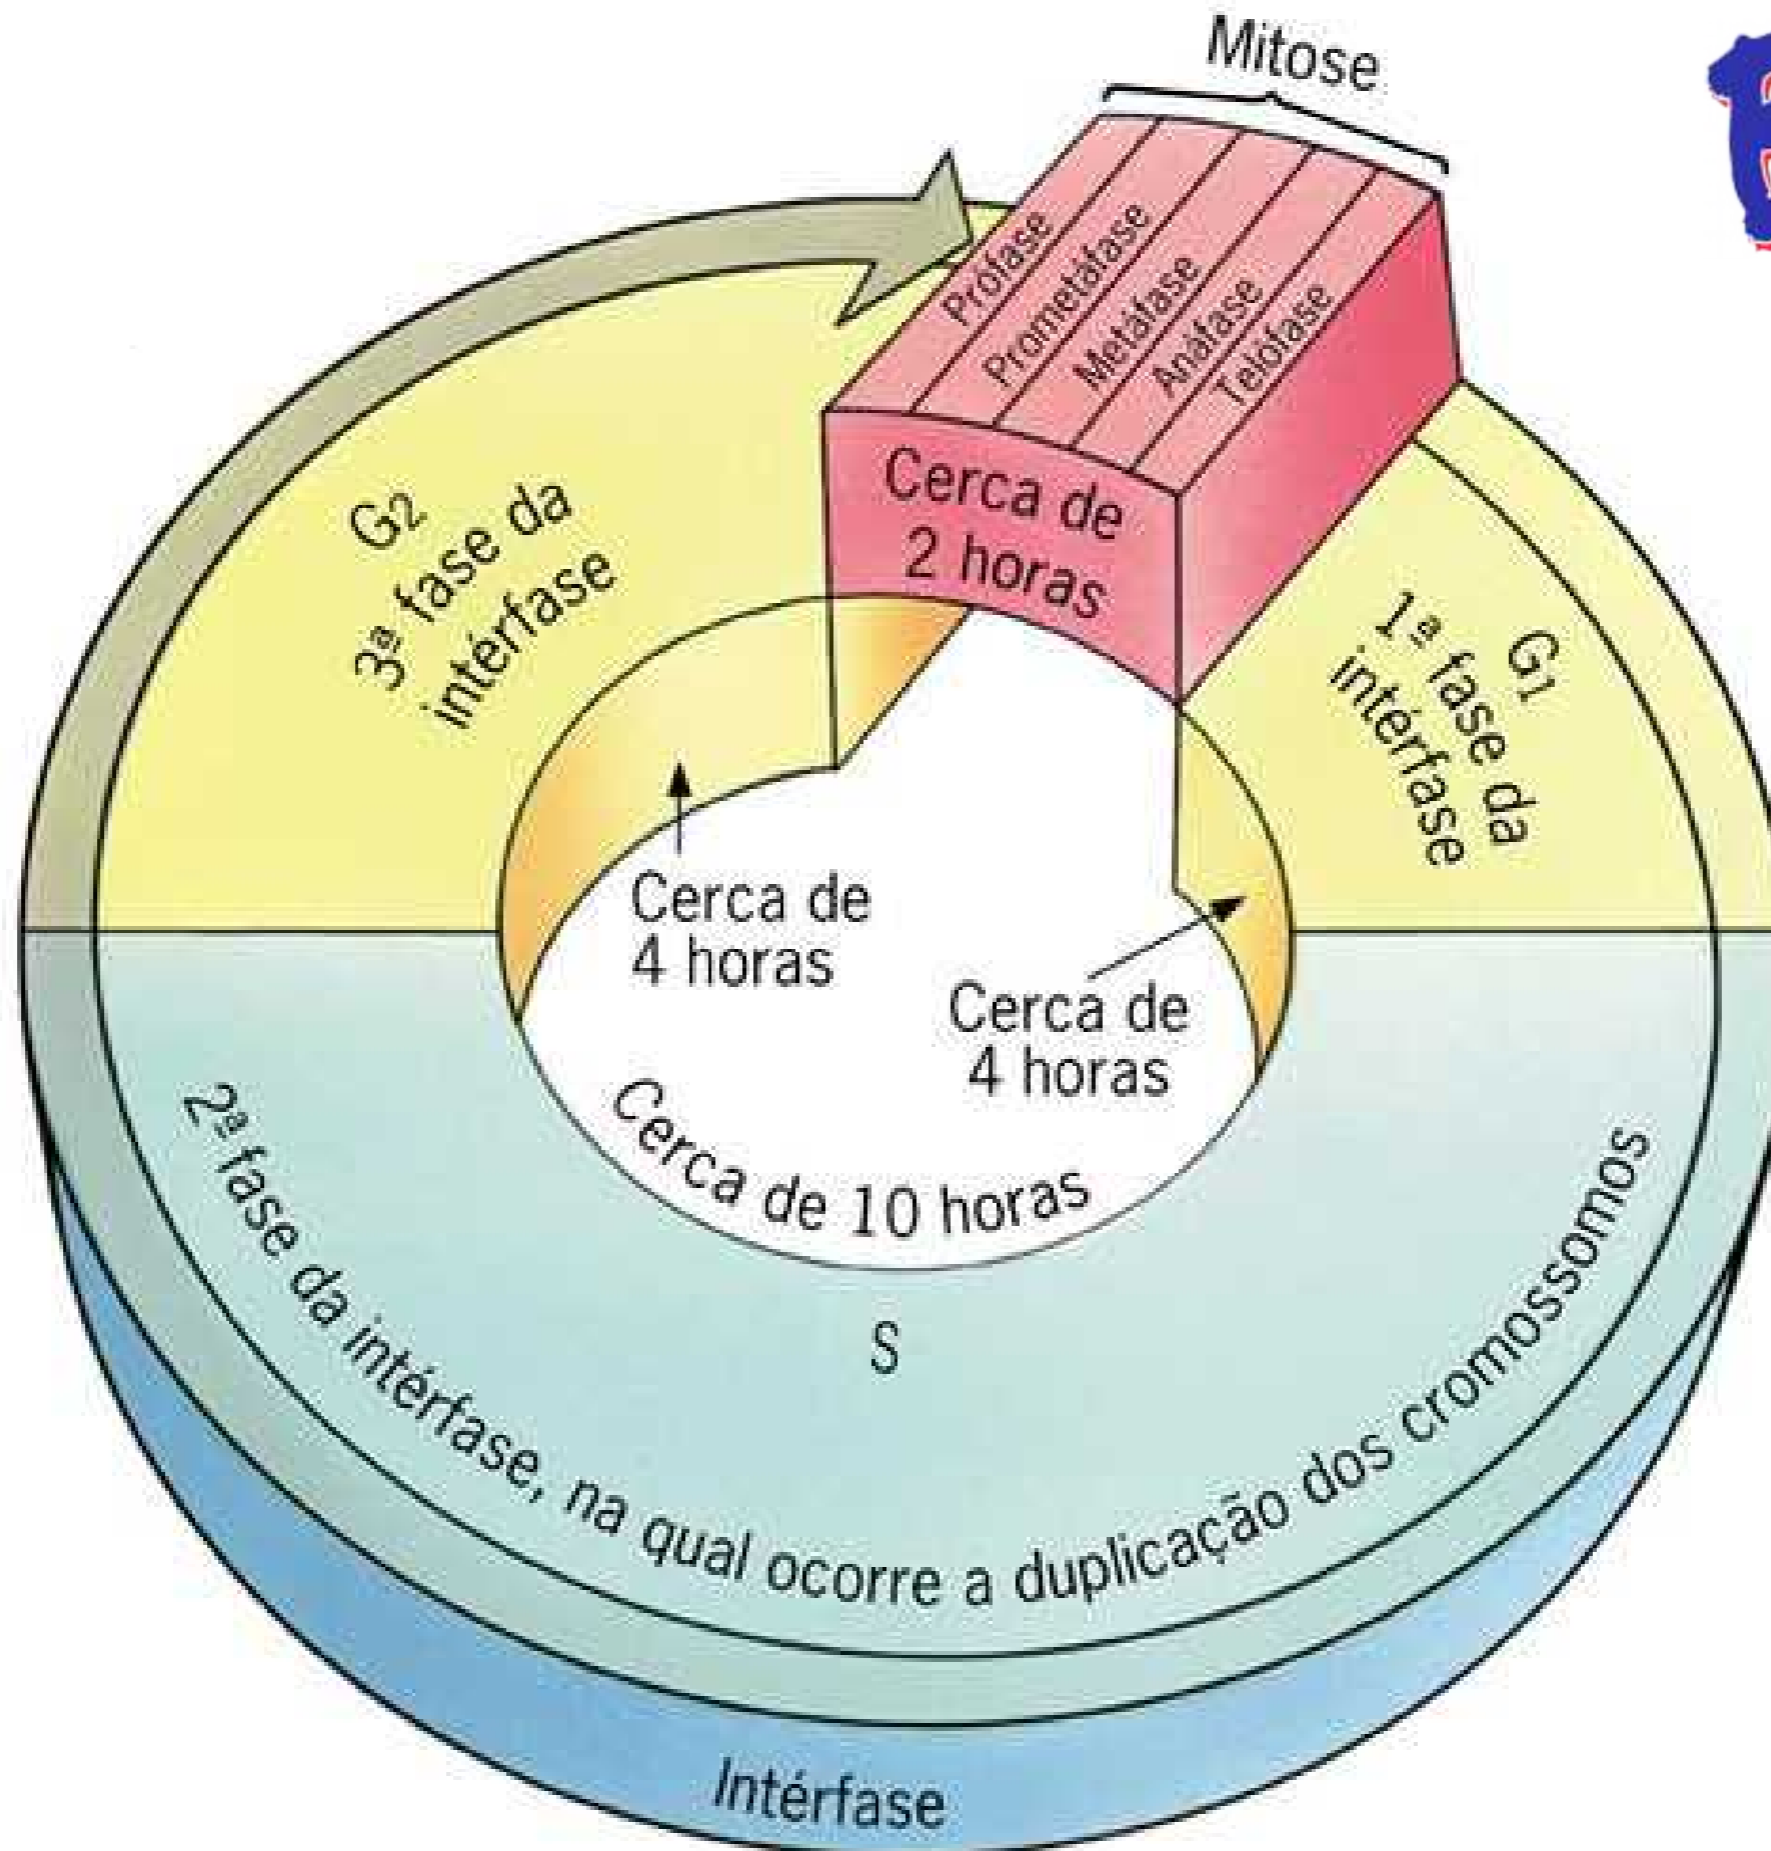 Mitose
Prófase
Prometáfase
Metáfase
Anáfase
Telófase
Cerca de
2 horas
G2
3ª fase da
intérfase
G1
1ª fase da
intérfase
Cerca de
4 horas
Cerca de
4 horas
Cerca de 10 horas
S
2ª fase da intérfase, na qual ocorre a duplicação dos cromossomos
Intérfase